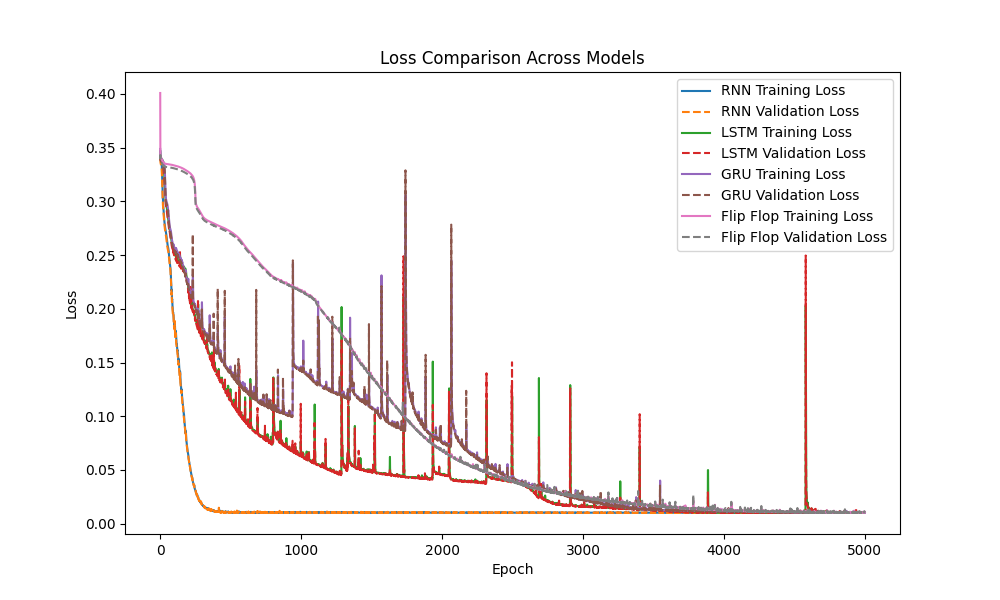 Loss Comparison Across Models
0.40
0.35
0.30
0.25
0.20
0.15
0.10
0.05
0.00
Loss
RNN Training Loss
RNN Validation Loss
LSTM Training Loss
LSTM Validation Loss
GRU Training Loss
GRU Validation Loss
Flip Flop Training Loss
Flip Flop Validation Loss
0 1000 2000 3000 4000 5000
Epoch